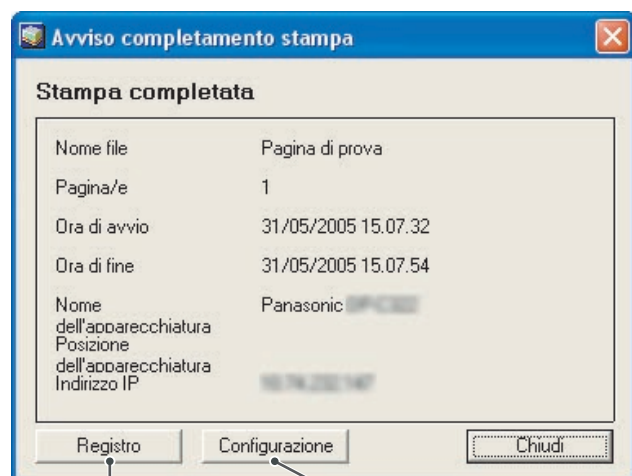 Avviso completamento stampa
Stampa completata
Nome file Pagina di prova
Pagina/e 1
Ora di avvio 31/05/2005 15.07.32
Ora di fine 31/05/2005 15.07.54
Nome dell'apparecchiatura Panasonic
Posizione dell'apparecchiatura
Indirizzo IP
Registro Configurazione Chiudi